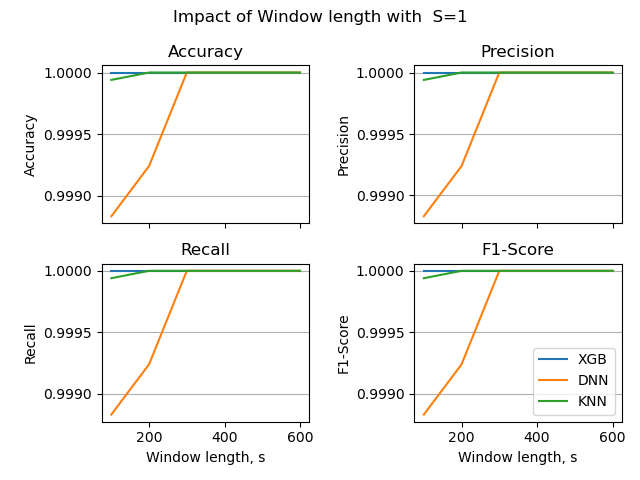 Impact of Window length with  S=1
Accuracy
Accuracy
1.0000
0.9995
0.9990
Precision
Precision
1.0000
0.9995
0.9990
Recall
Recall
1.0000
0.9995
0.9990
200 400 600
Window length, s
F1-Score
F1-Score
1.0000
0.9995
0.9990
XGB
DNN
KNN
200 400 600
Window length, s